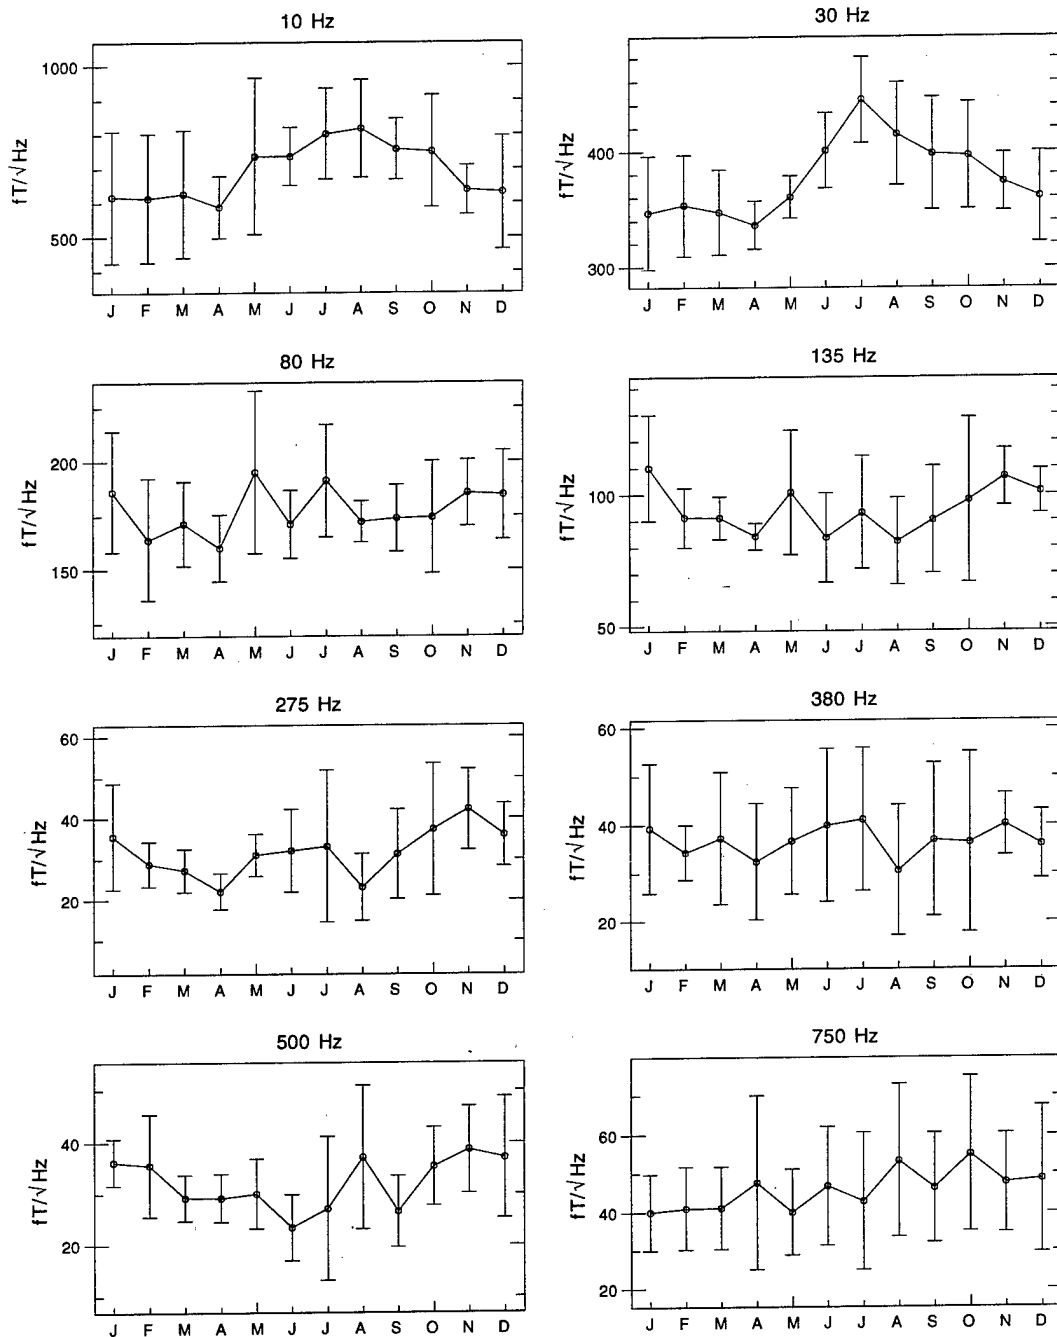 10 Hz
1000
500
fT/√Hz
J F M A M J J A S O N D
30 Hz
400
300
fT/√Hz
J F M A M J J A S O N D
80 Hz
200
150
fT/√Hz
J F M A M J J A S O N D
135 Hz
100
50
fT/√Hz
J F M A M J J A S O N D
275 Hz
60
40
20
fT/√Hz
J F M A M J J A S O N D
380 Hz
60
40
20
fT/√Hz
J F M A M J J A S O N D
500 Hz
40
20
fT/√Hz
J F M A M J J A S O N D
750 Hz
60
40
20
fT/√Hz
J F M A M J J A S O N D